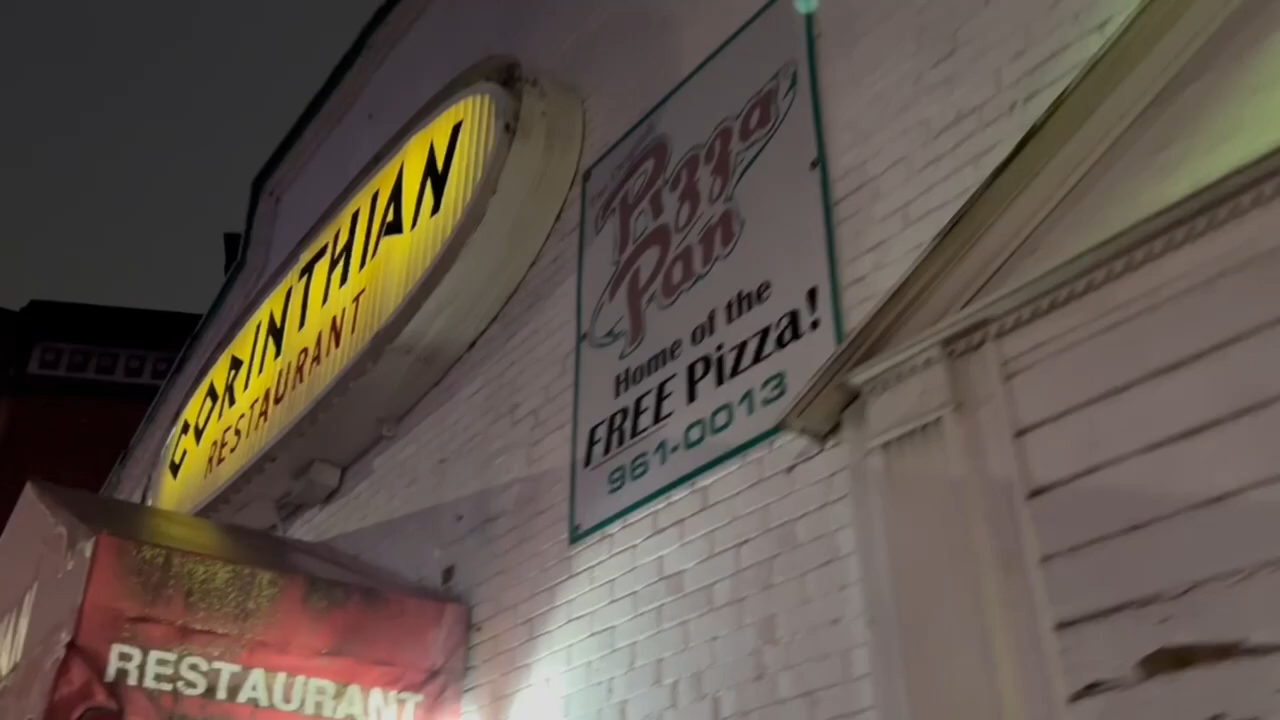 CORINTHIAN
RESTAURANT
Pizza
Pan
Home of the
FREE Pizza!
961-0013
RESTAURANT